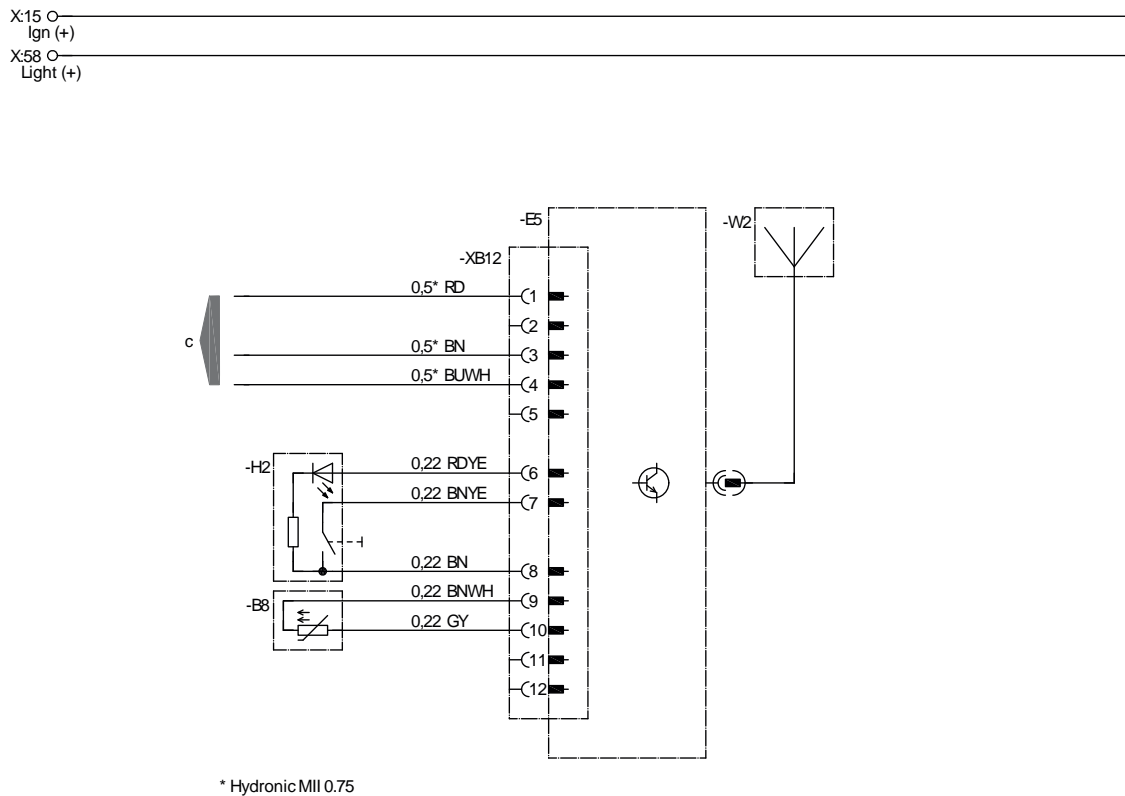 X:15
Ign (+)
X:58
Light (+)
-E5
-W2
-XB12
0,5* RD
1
2
c
0,5* BN
3
0,5* BUWH
4
5
-H2
0,22 RDYE
6
0,22 BNYE
7
0,22 BN
8
-B8
0,22 BNWH
9
0,22 GY
10
11
12
* Hydronic MII 0.75